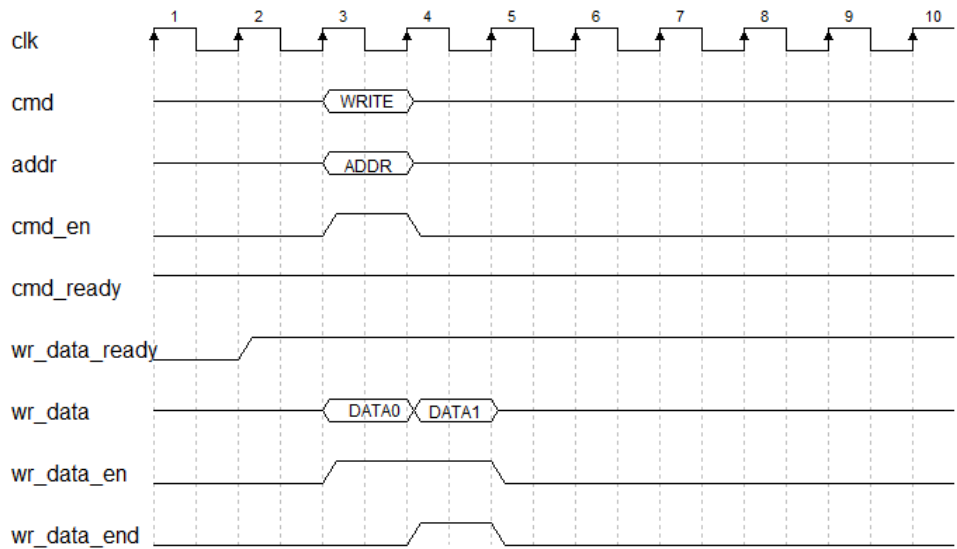 1 2 3 4 5 6 7 8 9 10
clk
cmd WRITE
addr ADDR
cmd_en
cmd_ready
wr_data_ready
wr_data DATA0 DATA1
wr_data_en
wr_data_end